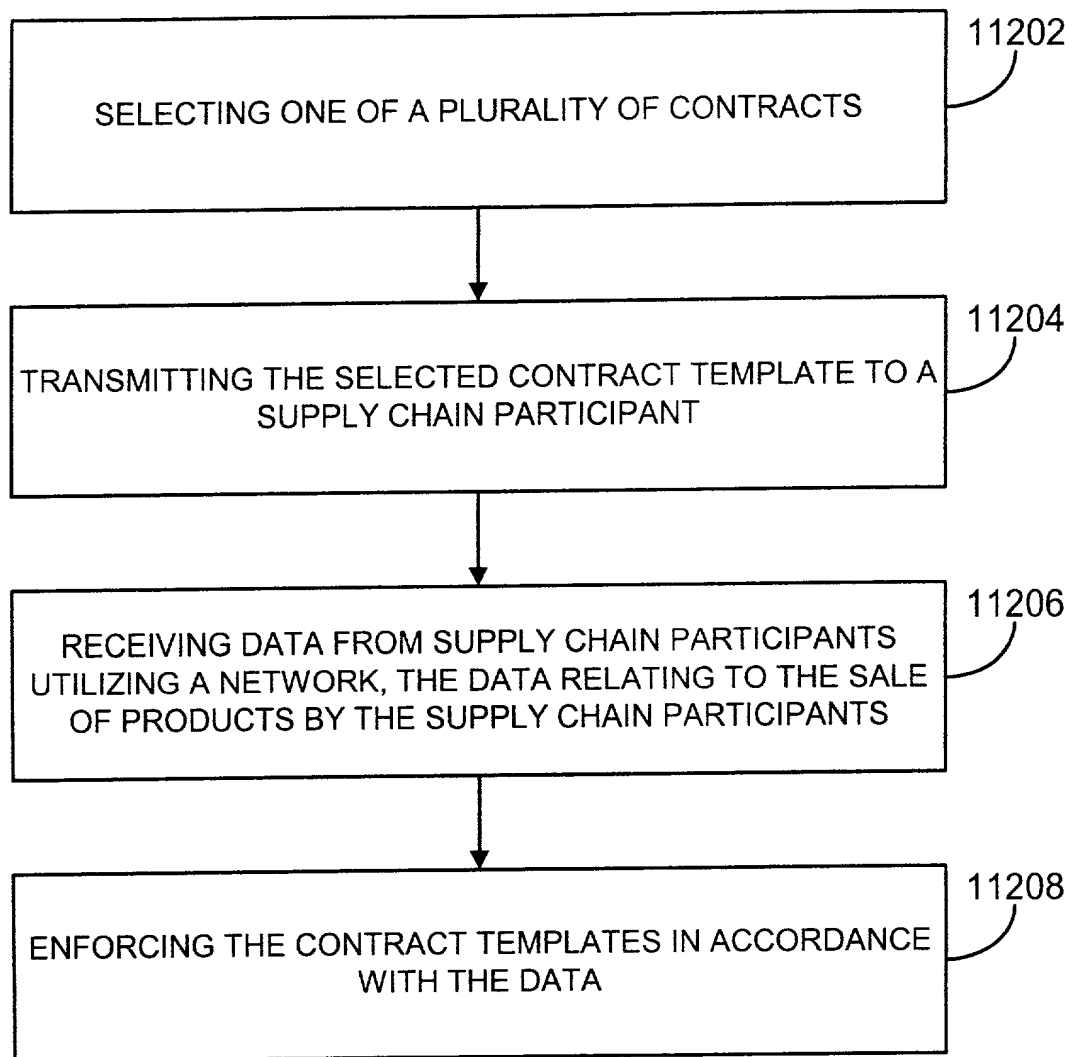 11202
SELECTING ONE OF A PLURALITY OF CONTRACTS
11204
TRANSMITTING THE SELECTED CONTRACT TEMPLATE TO A
SUPPLY CHAIN PARTICIPANT
11206
RECEIVING DATA FROM SUPPLY CHAIN PARTICIPANTS
UTILIZING A NETWORK, THE DATA RELATING TO THE SALE
OF PRODUCTS BY THE SUPPLY CHAIN PARTICIPANTS
11208
ENFORCING THE CONTRACT TEMPLATES IN ACCORDANCE
WITH THE DATA